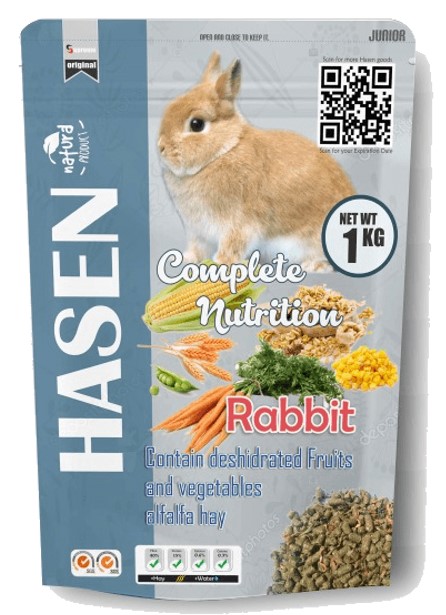 OPEN AND CLOSE TO KEEP IT.
JUNIOR
original
Scan for more Hasen goods
Scan for your Expiration Date
natural
PRODUCT
HASEN
NET WT
1 KG
Complete
Nutrition
Rabbit
Contain deshidrated Fruits
and vegetables
alfalfa hay
+Hay
+Water